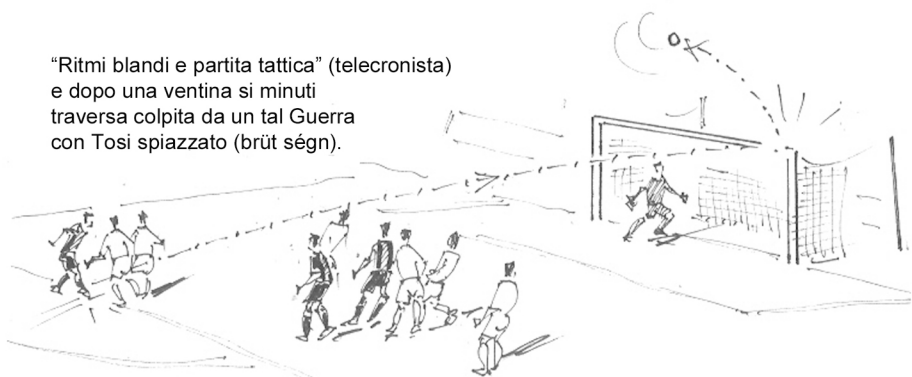 “Ritmi blandi e partita tattica” (telecronista)
e dopo una ventina si minuti
traversa colpita da un tal Guerra
con Tosi spiazzato (brüt ségn).